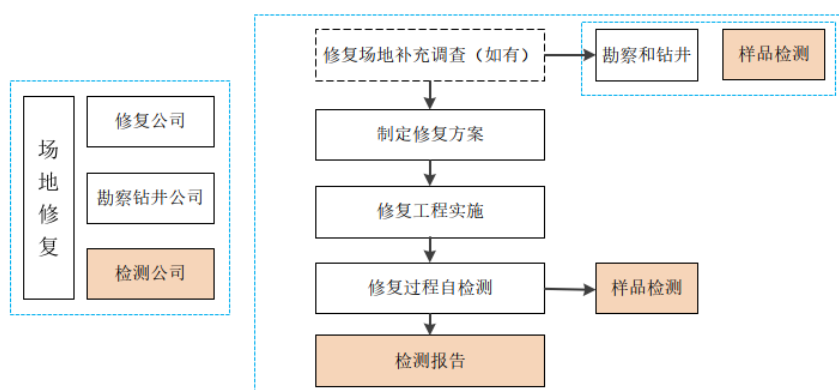 场地修复
修复公司
勘察钻井公司
检测公司
修复场地补充调查（如有）
勘察和钻井
样品检测
制定修复方案
修复工程实施
修复过程自检测
样品检测
检测报告